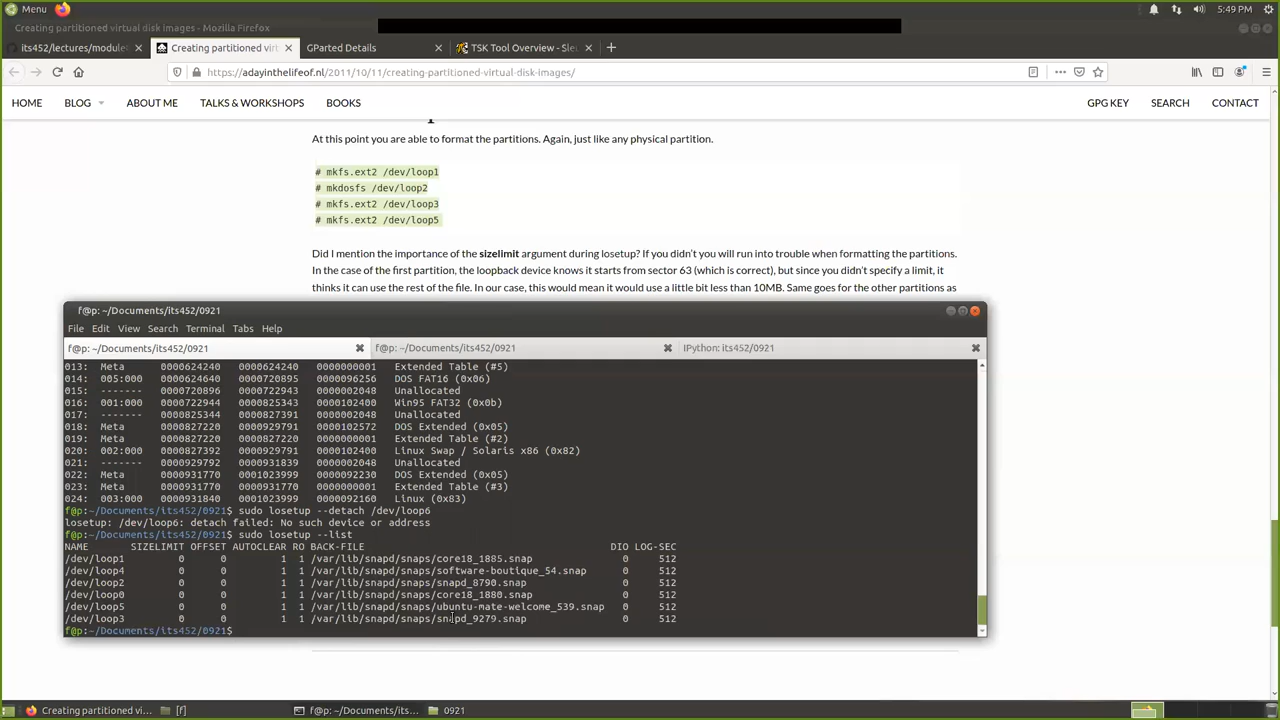 Menu
5:49 PM
Creating partitioned virtual disk images - Mozilla Firefox
its452/lectures/module
Creating partitioned virt
GParted Details
TSK Tool Overview - Sle
https://adayinthelifeof.nl/2011/10/11/creating-partitioned-virtual-disk-images/
HOME BLOG ABOUT ME TALKS & WORKSHOPS BOOKS GPG KEY SEARCH CONTACT
At this point you are able to format the partitions. Again, just like any physical partition.
# mkfs.ext2 /dev/loop1
# mkdosfs /dev/loop2
# mkfs.ext2 /dev/loop3
# mkfs.ext2 /dev/loop5
Did I mention the importance of the sizelimit argument during losetup? If you didn't you will run into trouble when formatting the partitions.
In the case of the first partition, the loopback device knows it starts from sector 63 (which is correct), but since you didn't specify a limit, it
thinks it can use the rest of the file. In our case, this would mean it would use a little bit less than 10MB. Same goes for the other partitions as
f@p: ~/Documents/its452/0921
File Edit View Search Terminal Tabs Help
f@p: ~/Documents/its452/0921
f@p: ~/Documents/its452/0921
IPython: its452/0921
013: Meta 0000624240 0000624240 0000000001 Extended Table (#5)
014: 005:000 0000624640 0000720895 0000096256 DOS FAT16 (0x06)
015: ------- 0000720896 0000722943 0000002048 Unallocated
016: 001:000 0000722944 0000825343 0000102400 Win95 FAT32 (0x0b)
017: ------- 0000825344 0000827391 0000002048 Unallocated
018: Meta 0000827220 0000929791 0000102572 DOS Extended (0x05)
019: Meta 0000827220 0000827220 0000000001 Extended Table (#2)
020: 002:000 0000827392 0000929791 0000102400 Linux Swap / Solaris x86 (0x82)
021: ------- 0000929792 0000931839 0000002048 Unallocated
022: Meta 0000931770 0001023999 0000092230 DOS Extended (0x05)
023: Meta 0000931770 0000931770 0000000001 Extended Table (#3)
024: 003:000 0000931840 0001023999 0000092160 Linux (0x83)
f@p:~/Documents/its452/0921$ sudo losetup --detach /dev/loop6
losetup: /dev/loop6: detach failed: No such device or address
f@p:~/Documents/its452/0921$ sudo losetup --list
NAME SIZELIMIT OFFSET AUTOCLEAR RO BACK-FILE DIO LOG-SEC
/dev/loop1 0 0 1 1 /var/lib/snapd/snaps/core18_1885.snap 0 512
/dev/loop4 0 0 1 1 /var/lib/snapd/snaps/software-boutique_54.snap 0 512
/dev/loop2 0 0 1 1 /var/lib/snapd/snaps/snapd_8790.snap 0 512
/dev/loop0 0 0 1 1 /var/lib/snapd/snaps/core18_1880.snap 0 512
/dev/loop5 0 0 1 1 /var/lib/snapd/snaps/ubuntu-mate-welcome_539.snap 0 512
/dev/loop3 0 0 1 1 /var/lib/snapd/snaps/snapd_9279.snap 0 512
f@p:~/Documents/its452/0921$
Creating partitioned vi...
[f]
f@p: ~/Documents/its...
0921